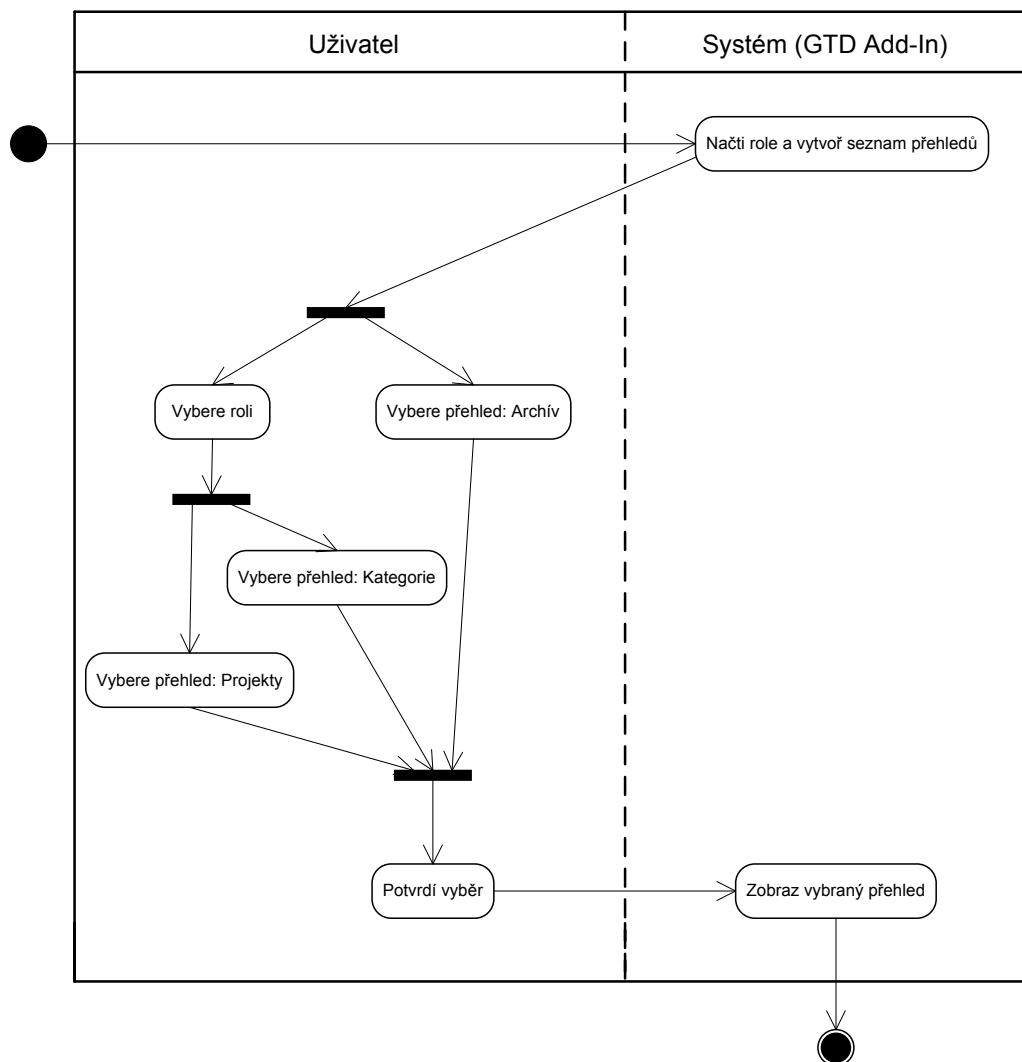 Uživatel
Systém (GTD Add-In)
Načti role a vytvoř seznam přehledů
Vybere roli
Vybere přehled: Archív
Vybere přehled: Kategorie
Vybere přehled: Projekty
Potvrdí vyběr
Zobraz vybraný přehled